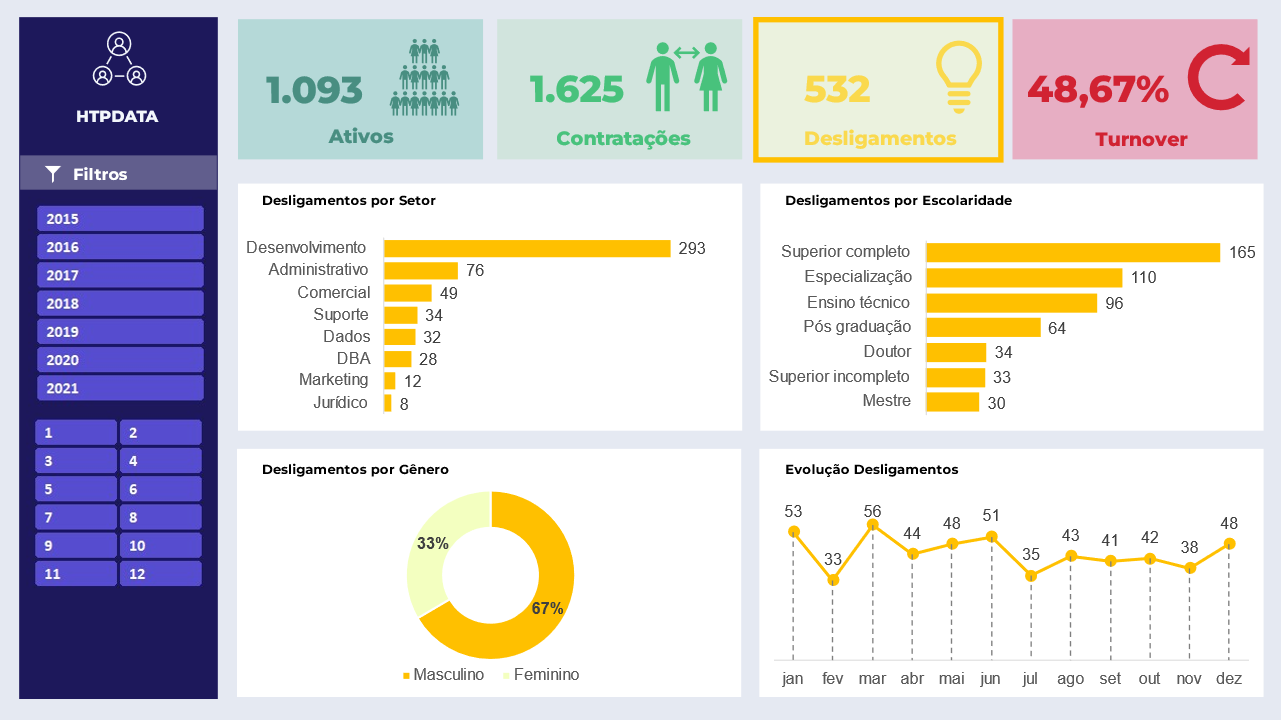 HTPDATA
Filtros
2015
2016
2017
2018
2019
2020
2021
1 2
3 4
5 6
7 8
9 10
11 12
1.093
Ativos
1.625
Contratações
532
Desligamentos
48,67%
Turnover
Desligamentos por Setor
Desenvolvimento 293
Administrativo 76
Comercial 49
Suporte 34
Dados 32
DBA 28
Marketing 12
Jurídico 8
Desligamentos por Escolaridade
Superior completo 165
Especialização 110
Ensino técnico 96
Pós graduação 64
Doutor 34
Superior incompleto 33
Mestre 30
Desligamentos por Gênero
33%
67%
Masculino Feminino
Evolução Desligamentos
53 33 56 44 48 51 35 43 41 42 38 48
jan fev mar abr mai jun jul ago set out nov dez